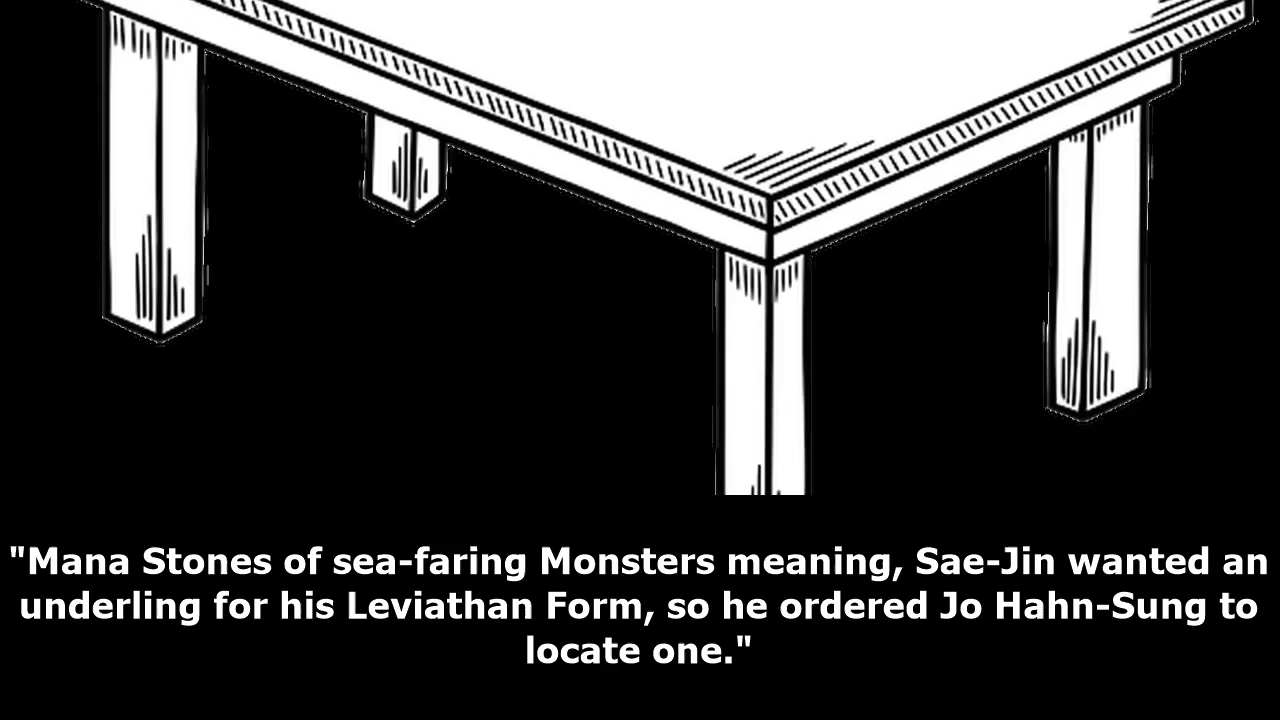 "Mana Stones of sea-faring Monsters meaning, Sae-Jin wanted an
underling for his Leviathan Form, so he ordered Jo Hahn-Sung to
locate one."